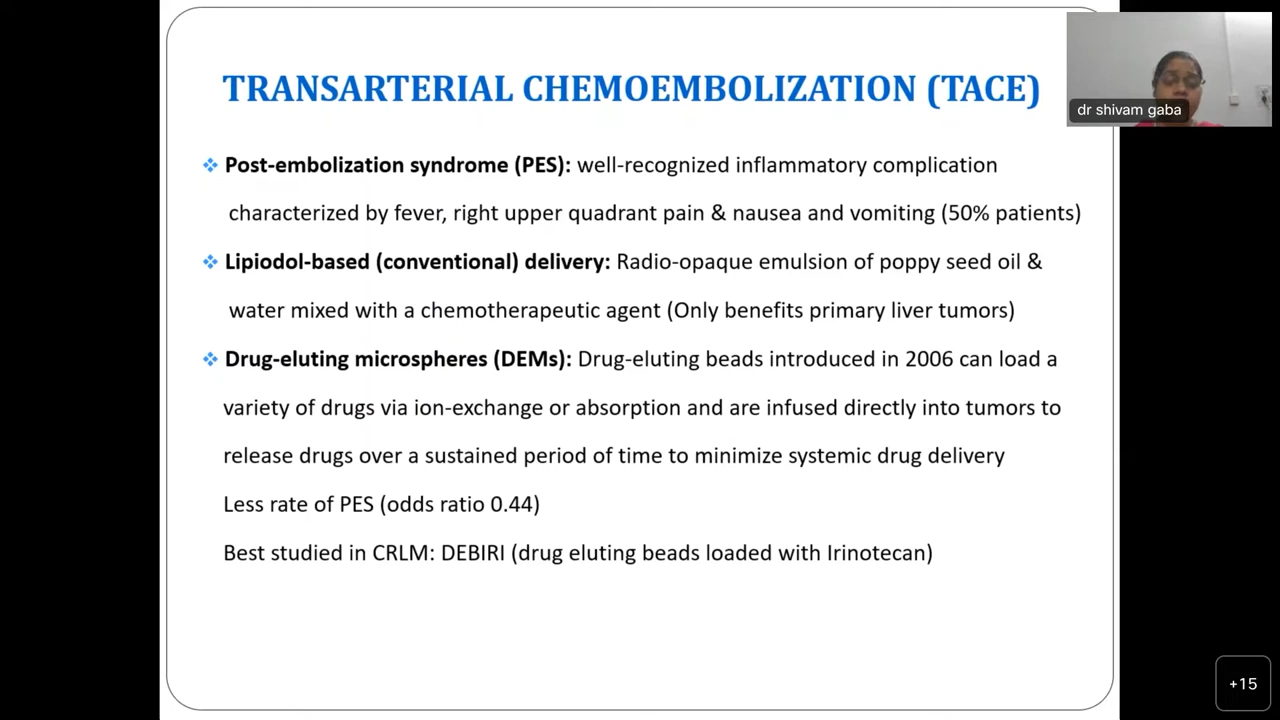 TRANSARTERIAL CHEMOEMBOLIZATION (TACE)
dr shivam gaba
❖ Post-embolization syndrome (PES): well-recognized inflammatory complication
characterized by fever, right upper quadrant pain & nausea and vomiting (50% patients)
❖ Lipiodol-based (conventional) delivery: Radio-opaque emulsion of poppy seed oil &
water mixed with a chemotherapeutic agent (Only benefits primary liver tumors)
❖ Drug-eluting microspheres (DEMs): Drug-eluting beads introduced in 2006 can load a
variety of drugs via ion-exchange or absorption and are infused directly into tumors to
release drugs over a sustained period of time to minimize systemic drug delivery
Less rate of PES (odds ratio 0.44)
Best studied in CRLM: DEBIRI (drug eluting beads loaded with Irinotecan)
+15